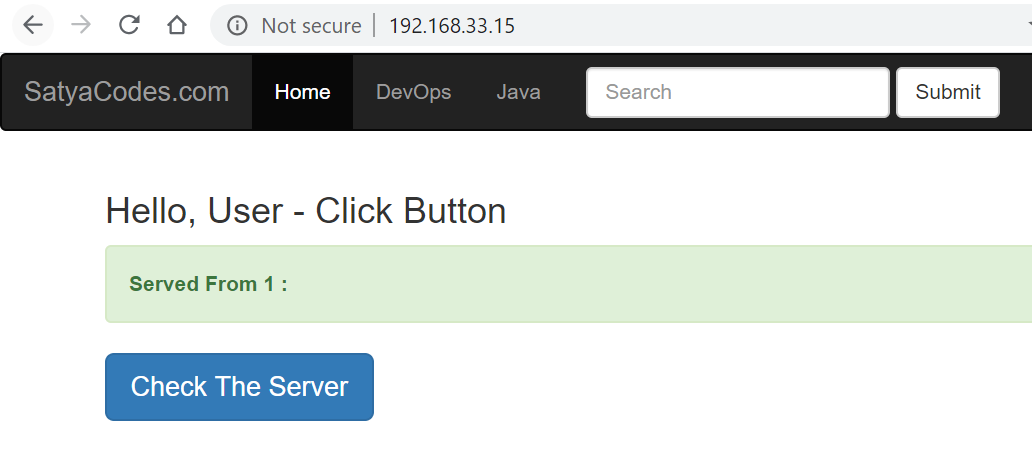 Not secure 192.168.33.15
SatyaCodes.com Home DevOps Java Search Submit
Hello, User - Click Button
Served From 1 :
Check The Server